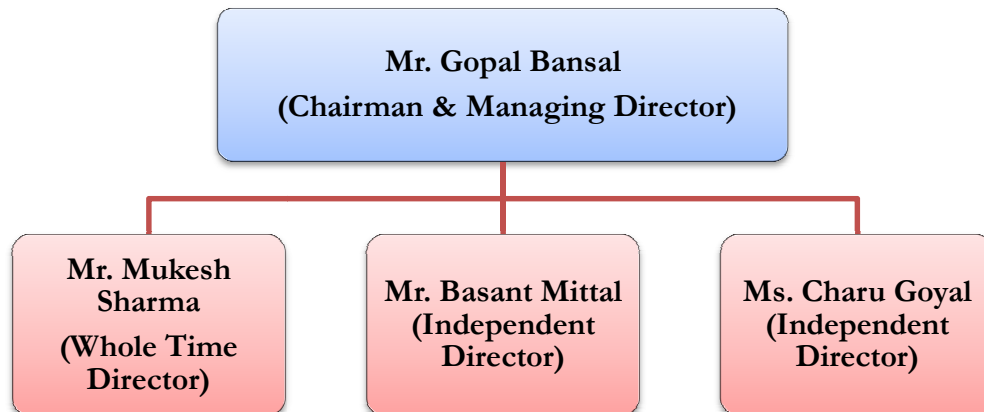 Mr. Gopal Bansal
(Chairman & Managing Director)
Mr. Mukesh
Sharma
(Whole Time
Director)
Mr. Basant Mittal
(Independent
Director)
Ms. Charu Goyal
(Independent
Director)